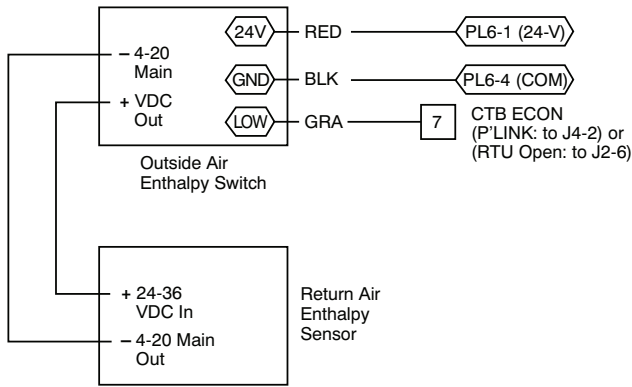 24V RED PL6-1 (24-V)
– 4-20
Main
GND BLK PL6-4 (COM)
+ VDC
Out
LOW GRA 7 CTB ECON
(P’LINK: to J4-2) or
(RTU Open: to J2-6)
Outside Air
Enthalpy Switch
+ 24-36
VDC In
– 4-20 Main
Out
Return Air
Enthalpy
Sensor